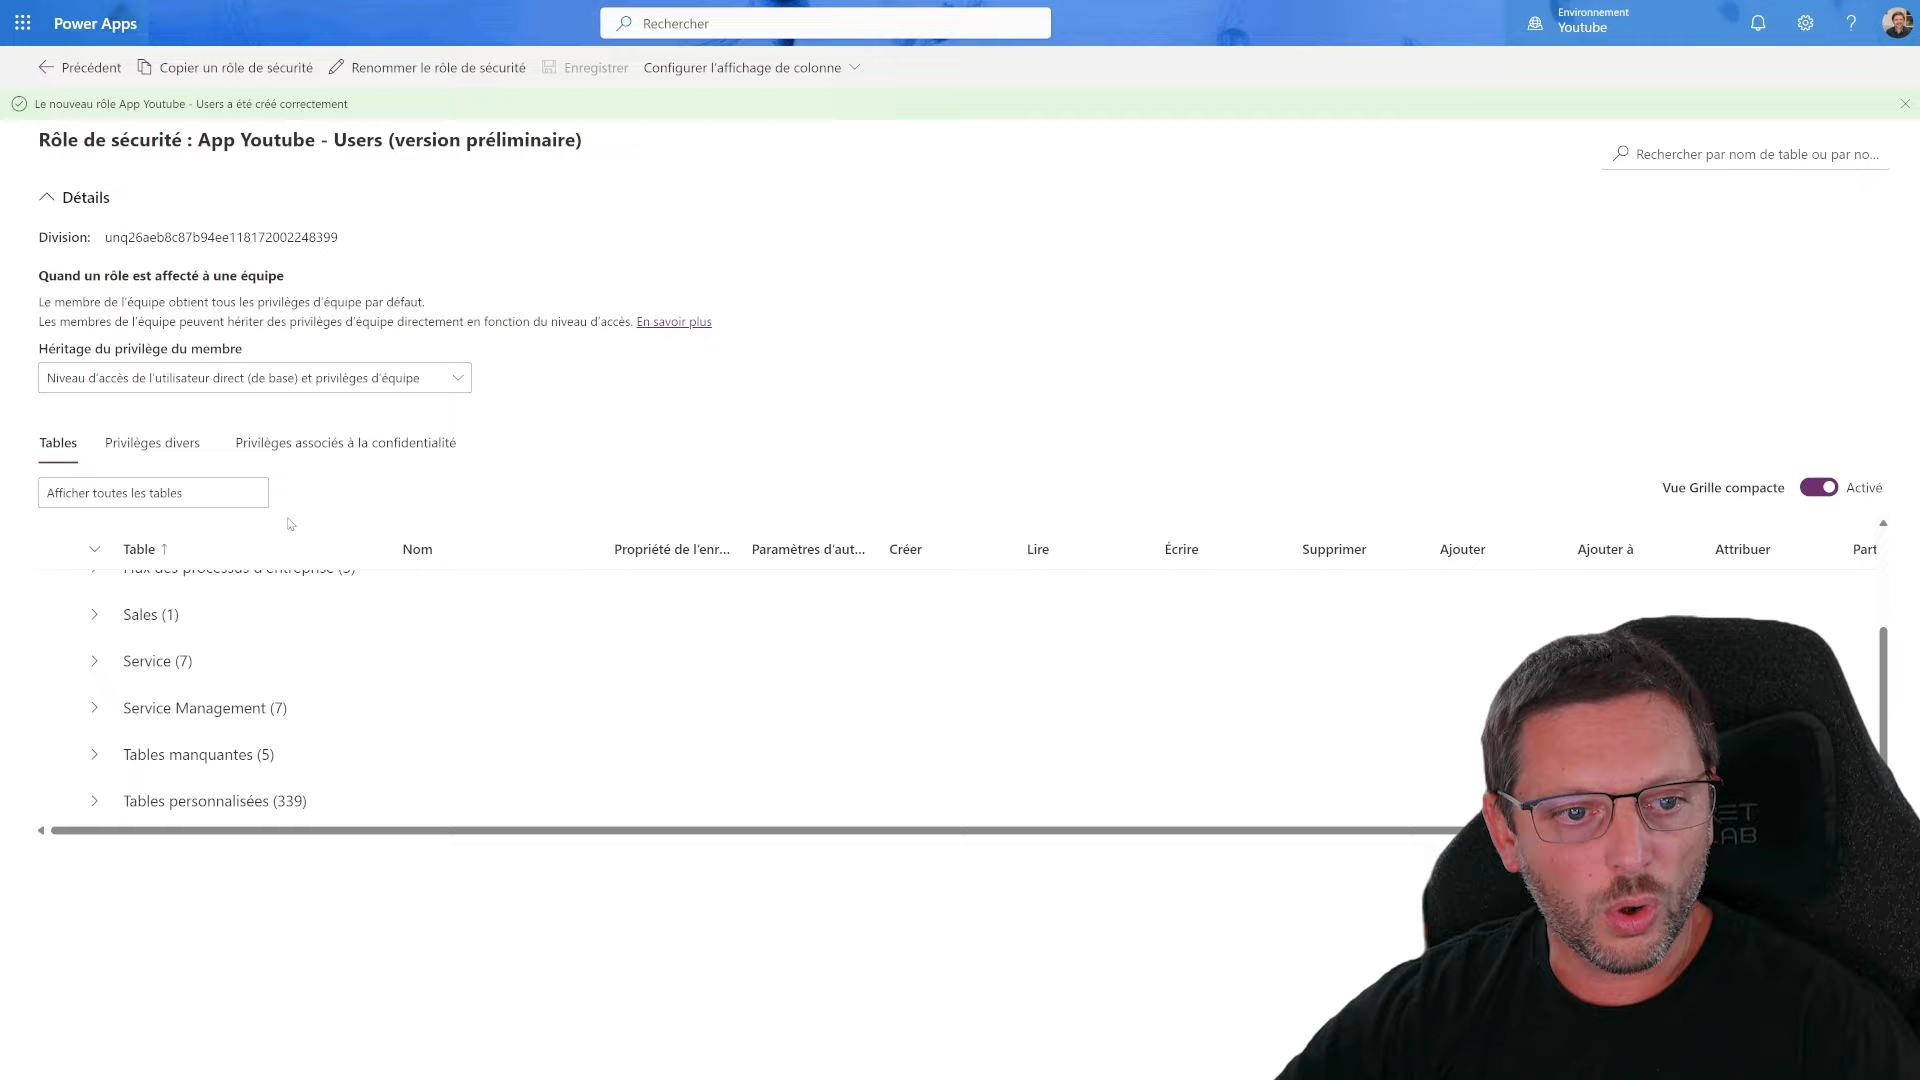 Power Apps
Rechercher
Environnement
Youtube
Précédent
Copier un rôle de sécurité
Renommer le rôle de sécurité
Enregistrer
Configurer l'affichage de colonne
Le nouveau rôle App Youtube - Users a été créé correctement
Rôle de sécurité : App Youtube - Users (version préliminaire)
Rechercher par nom de table ou par no...
Détails
Division: unq26aeb8c87b94ee118172002248399
Quand un rôle est affecté à une équipe
Le membre de l'équipe obtient tous les privilèges d'équipe par défaut.
Les membres de l'équipe peuvent hériter des privilèges d'équipe directement en fonction du niveau d'accès. En savoir plus
Héritage du privilège du membre
Niveau d'accès de l'utilisateur direct (de base) et privilèges d'équipe
Tables
Privilèges divers
Privilèges associés à la confidentialité
Afficher toutes les tables
Vue Grille compacte
Activé
Table ↑
Nom
Propriété de l'enr...
Paramètres d'aut...
Créer
Lire
Écrire
Supprimer
Ajouter
Ajouter à
Attribuer
Part
Flux des processus d'entreprise
Sales (1)
Service (7)
Service Management (7)
Tables manquantes (5)
Tables personnalisées (339)